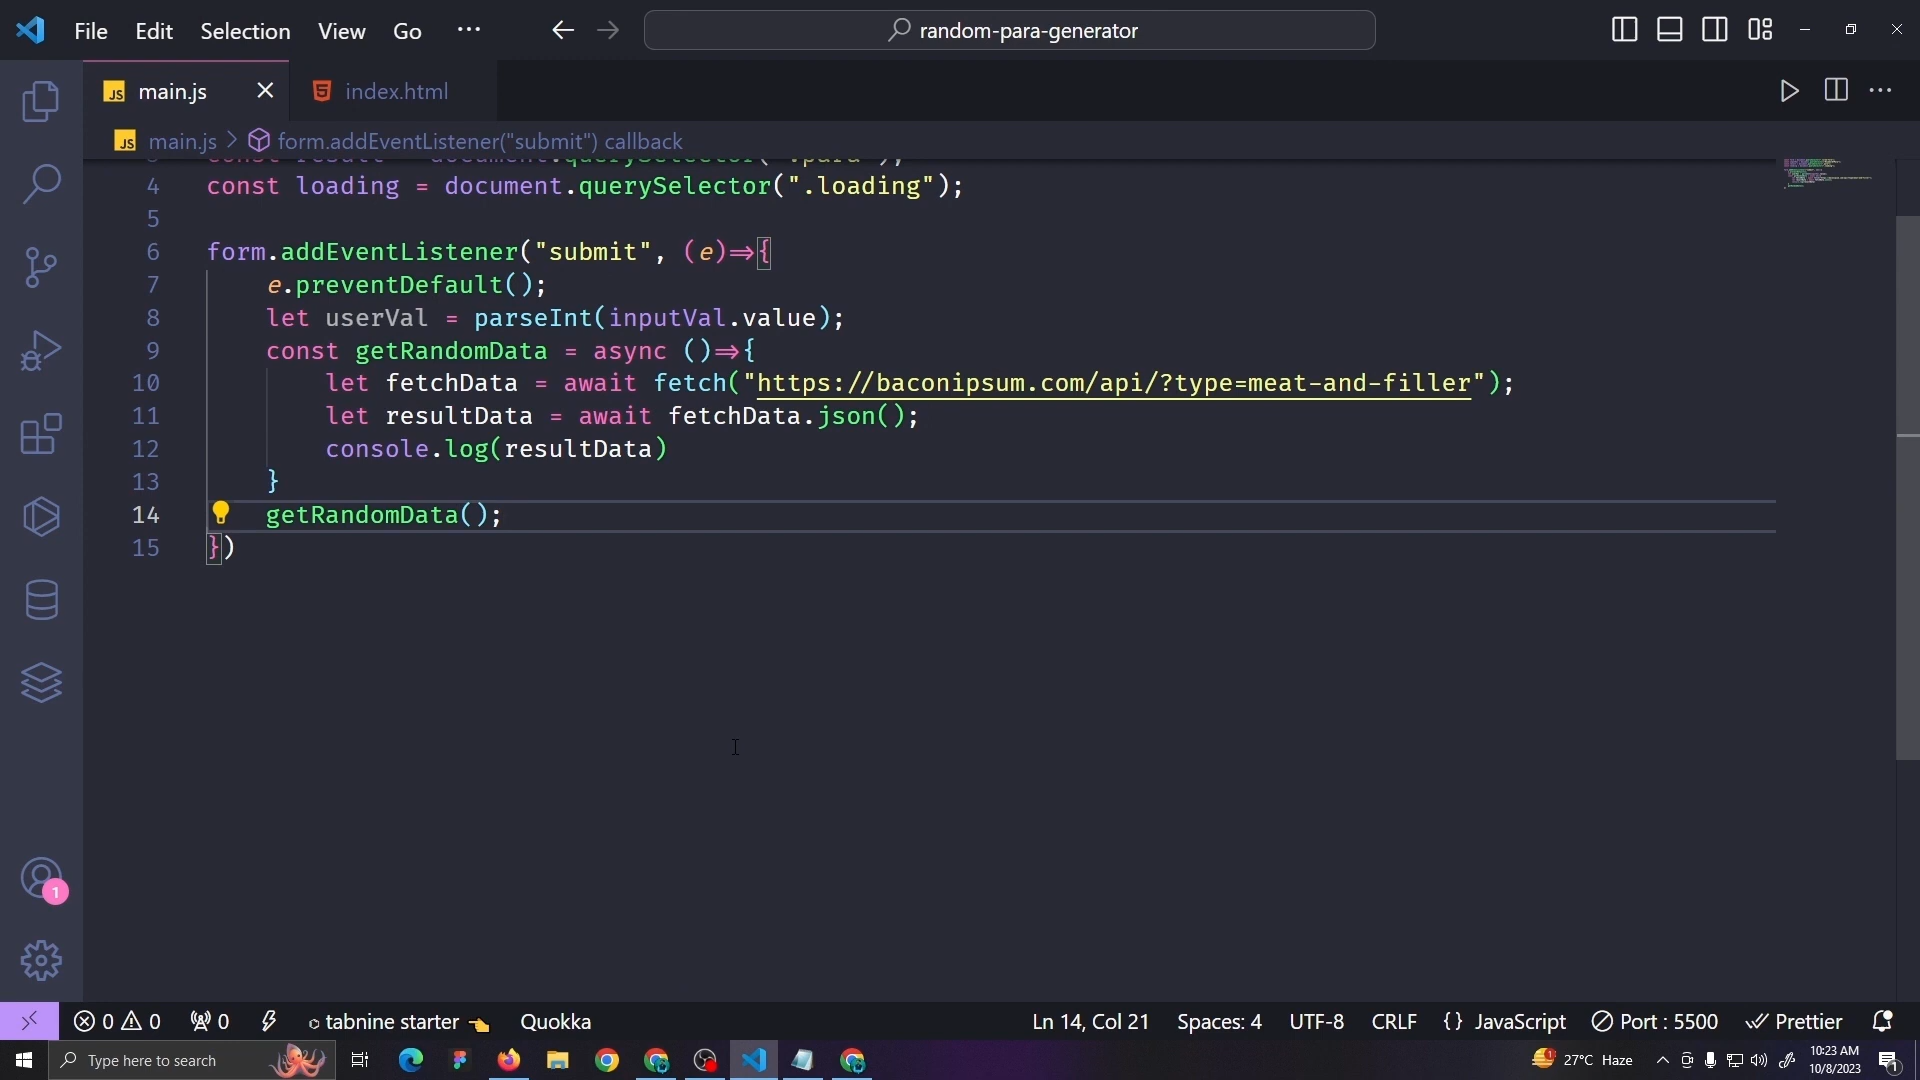 File Edit Selection View Go ··· random-para-generator
JS main.js index.html
JS main.js > form.addEventListener("submit") callback
4 const loading = document.querySelector(".loading");
5
6 form.addEventListener("submit", (e)=>{
7 e.preventDefault();
8 let userVal = parseInt(inputVal.value);
9 const getRandomData = async ()=>{
10 let fetchData = await fetch("https://baconipsum.com/api/?type=meat-and-filler");
11 let resultData = await fetchData.json();
12 console.log(resultData)
13 }
14 getRandomData();
15 })
1
0 0 0 tabnine starter Quokka Ln 14, Col 21 Spaces: 4 UTF-8 CRLF {} JavaScript Port : 5500 Prettier
Type here to search 1 27°C Haze 10:23 AM 1
10/8/2023